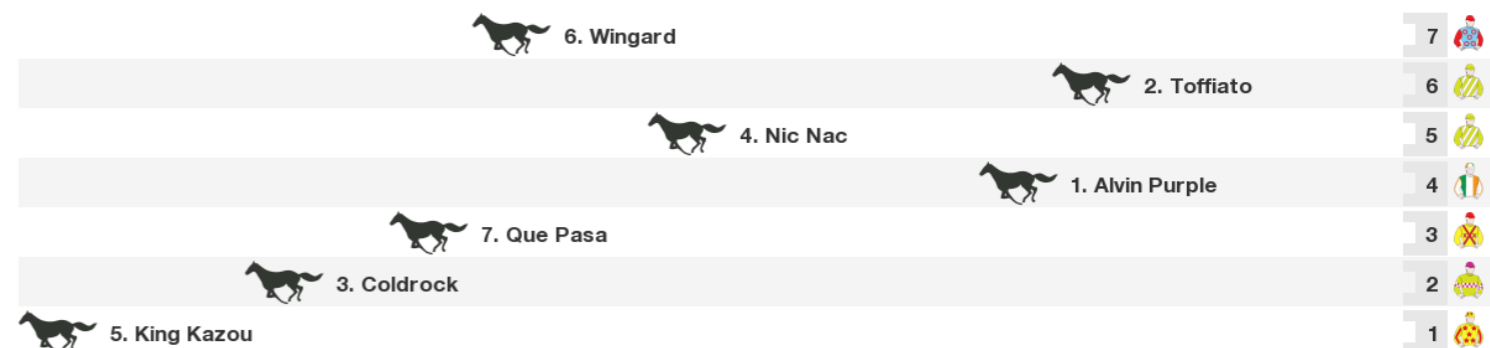 6. Wingard 7
2. Toffiato 6
4. Nic Nac 5
1. Alvin Purple 4
7. Que Pasa 3
3. Coldrock 2
5. King Kazou 1